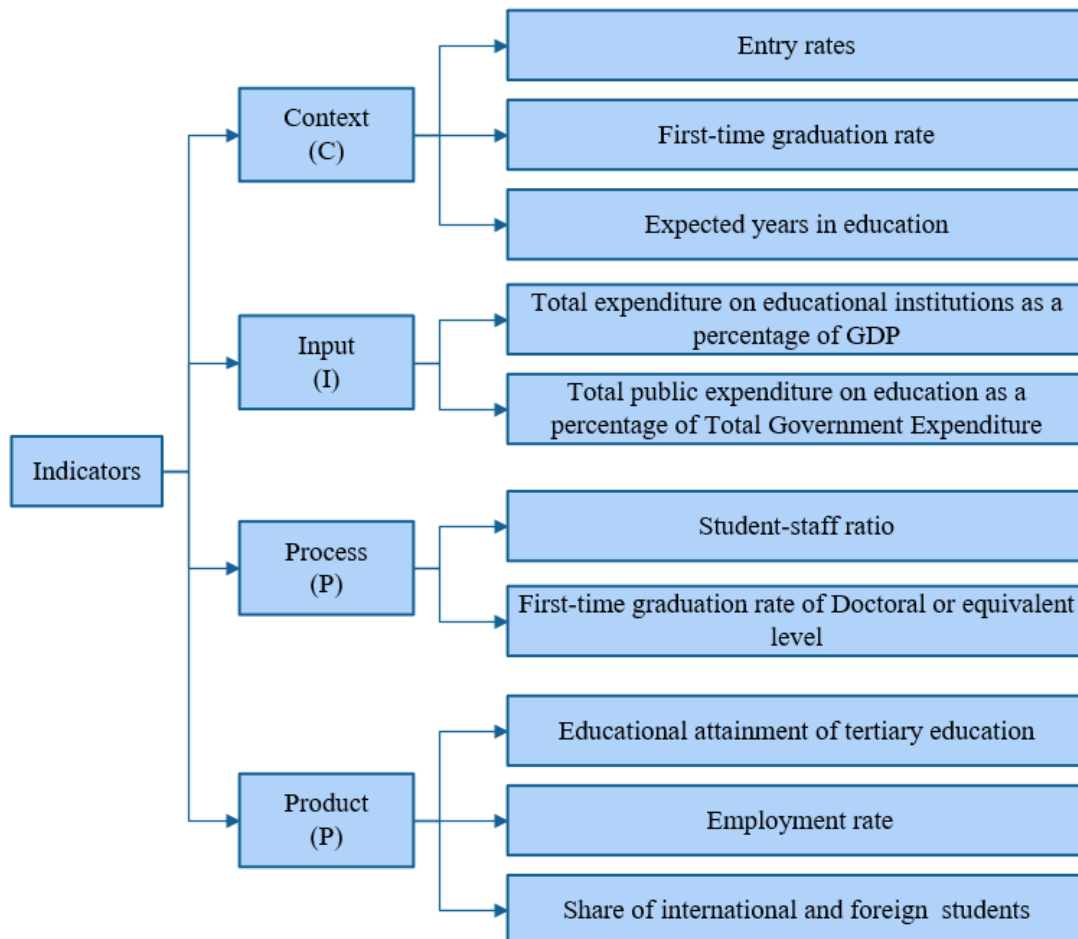 Entry rates
Context
(C)
First-time graduation rate
Expected years in education
Total expenditure on educational institutions as a
percentage of GDP
Input
(I)
Total public expenditure on education as a
percentage of Total Government Expenditure
Indicators
Student-staff ratio
Process
(P)
First-time graduation rate of Doctoral or equivalent
level
Educational attainment of tertiary education
Product
(P)
Employment rate
Share of international and foreign students